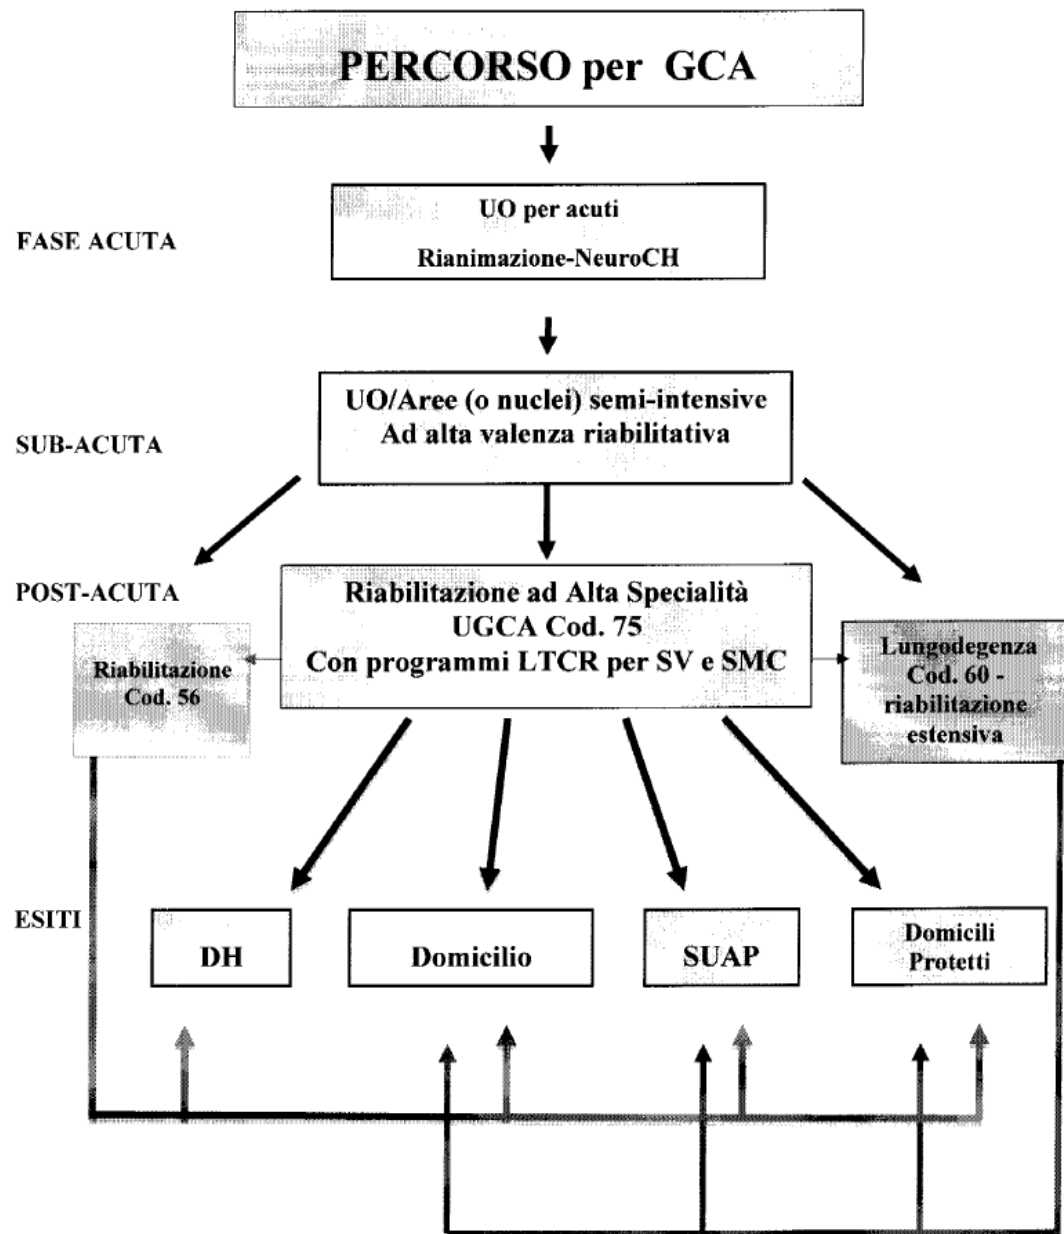 PERCORSO per GCA
FASE ACUTA
UO per acuti
Rianimazione-NeuroCH
SUB-ACUTA
UO/Aree (o nuclei) semi-intensive
Ad alta valenza riabilitativa
POST-ACUTA
Riabilitazione ad Alta Specialità
UGCA Cod. 75
Con programmi LTCR per SV e SMC
Riabilitazione
Cod. 56
Lungodegenza
Cod. 60 -
riabilitazione
estensiva
ESITI
DH
Domicilio
SUAP
Domicili
Protetti